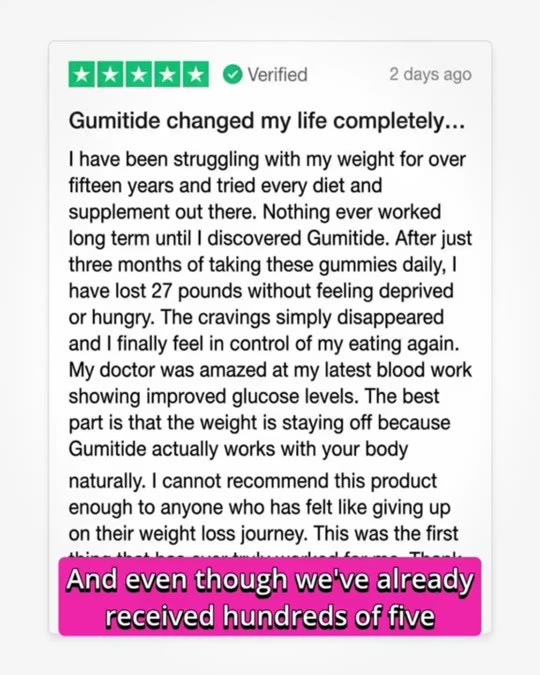 Verified
2 days ago
Gumitide changed my life completely...
I have been struggling with my weight for over
fifteen years and tried every diet and
supplement out there. Nothing ever worked
long term until I discovered Gumitide. After just
three months of taking these gummies daily, I
have lost 27 pounds without feeling deprived
or hungry. The cravings simply disappeared
and I finally feel in control of my eating again.
My doctor was amazed at my latest blood work
showing improved glucose levels. The best
part is that the weight is staying off because
Gumitide actually works with your body
naturally. I cannot recommend this product
enough to anyone who has felt like giving up
on their weight loss journey. This was the first
And even though we've already
received hundreds of five